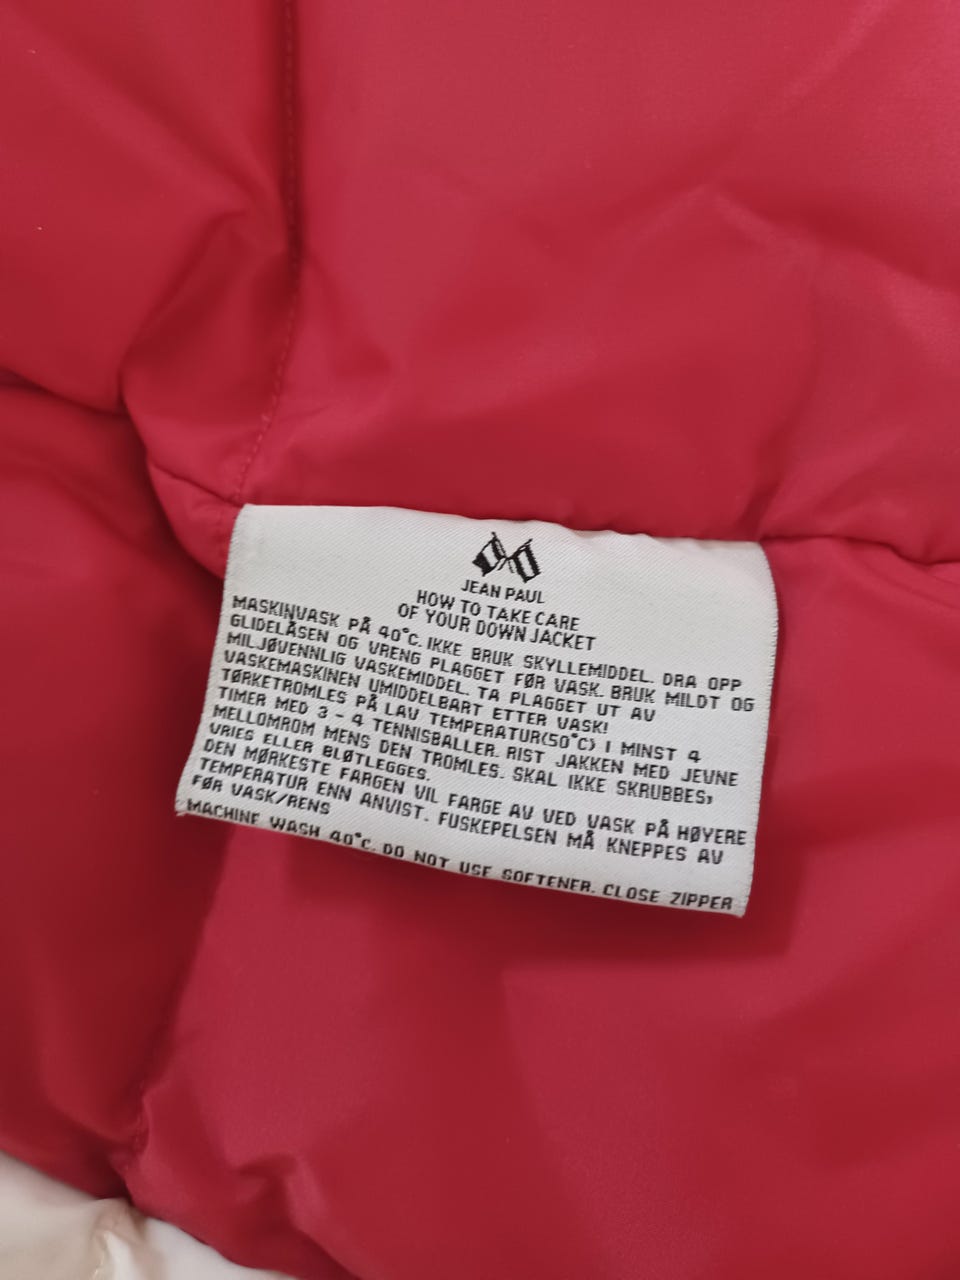 JEAN PAUL
HOW TO TAKE CARE
OF YOUR DOWN JACKET
MASKINVASK PÅ 40°C. IKKE BRUK SKYLLEMIDDEL. DRA OPP
GLIDELÅSEN OG VRENG PLAGGET FØR VASK. BRUK MILDT OG
MILJØVENNLIG VASKEMIDDEL. TA PLAGGET UT AV
VASKEMASKINEN UMIDDELBART ETTER VASK!
TØRKETROMLES PÅ LAV TEMPERATUR(50°C) I MINST 4
TIMER MED 3 - 4 TENNISBALLER. RIST JAKKEN MED JEVNE
MELLOMROM MENS DEN TROMLES. SKAL IKKE SKRUBBES,
VRIES ELLER BLØTLEGGES.
DEN MØRKESTE FARGEN VIL FARGE AV VED VASK PÅ HØYERE
TEMPERATUR ENN ANVIST. FUSKEPELSEN MÅ KNEPPES AV
FØR VASK/RENS
MACHINE WASH 40°C. DO NOT USE SOFTENER. CLOSE ZIPPER